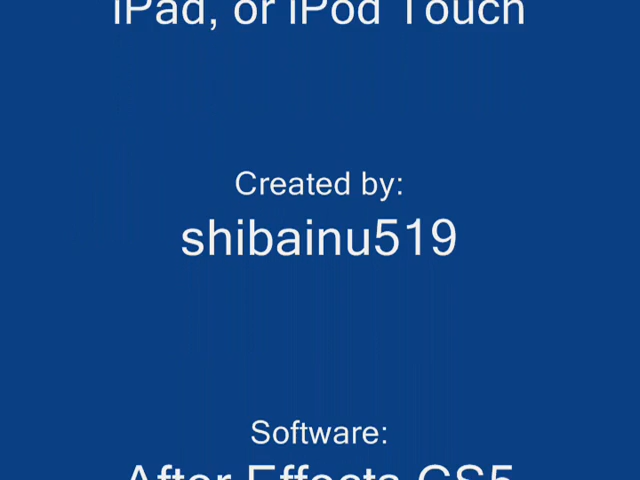 iPad, or iPod Touch
Created by:
shibainu519
Software:
After Effects CS5